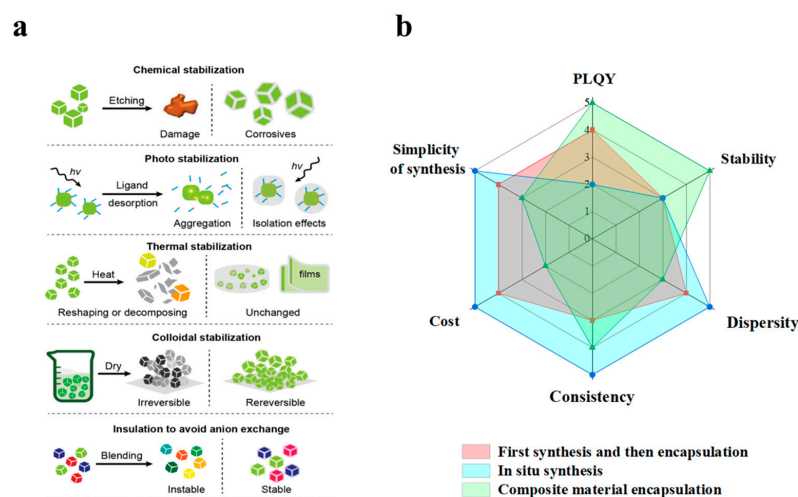 a
Chemical stabilization
Etching
Damage
Corrosives
Photo stabilization
hv
Ligand
desorption
hv
Aggregation
Isolation effects
Thermal stabilization
Heat
films
Reshaping or decomposing
Unchanged
Colloidal stabilization
Dry
Irreversible
Rereversible
Insulation to avoid anion exchange
Blending
Instable
Stable
b
PLQY
5
4
3
2
1
0
Simplicity
of synthesis
Stability
Cost
Dispersity
Consistency
First synthesis and then encapsulation
In situ synthesis
Composite material encapsulation